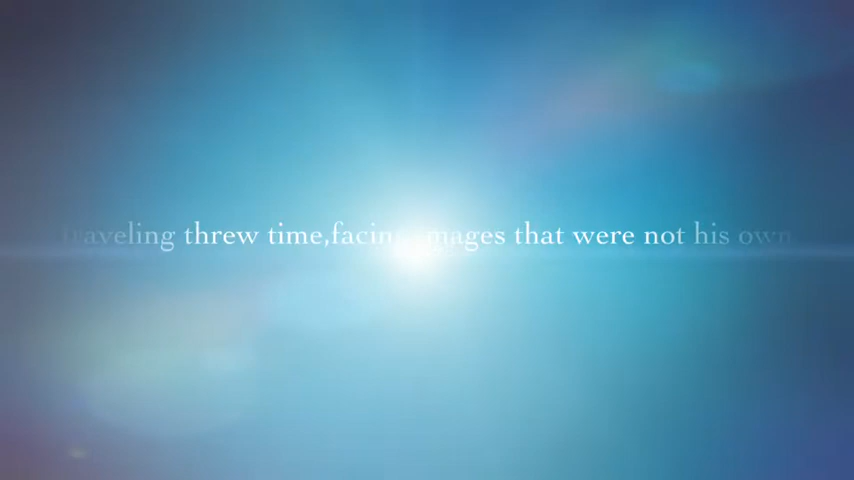 traveling threw time,facing images that were not his own